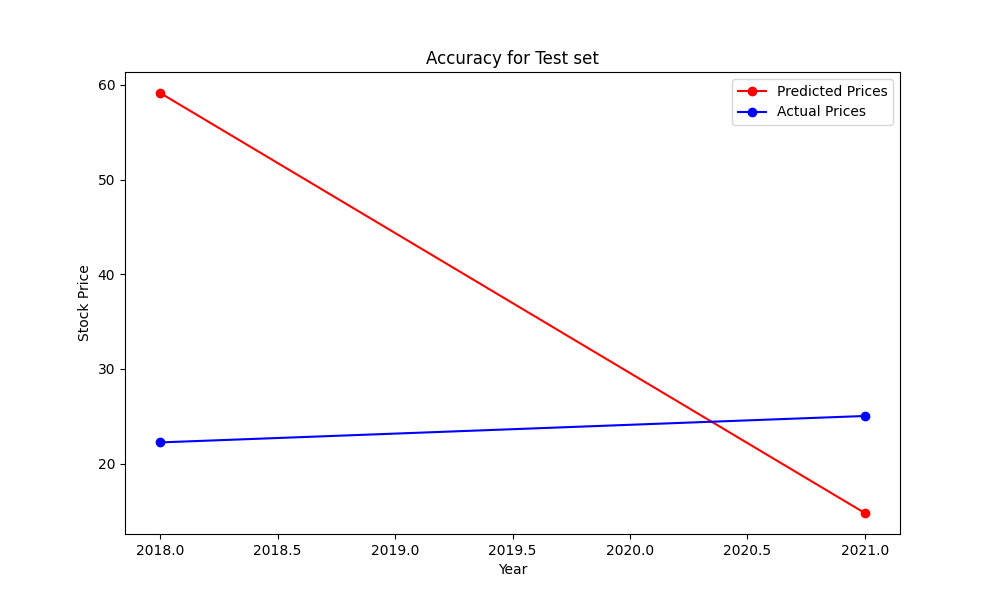 Accuracy for Test set
Predicted Prices
Actual Prices
60
50
40
30
20
Stock Price
2018.0 2018.5 2019.0 2019.5 2020.0 2020.5 2021.0
Year